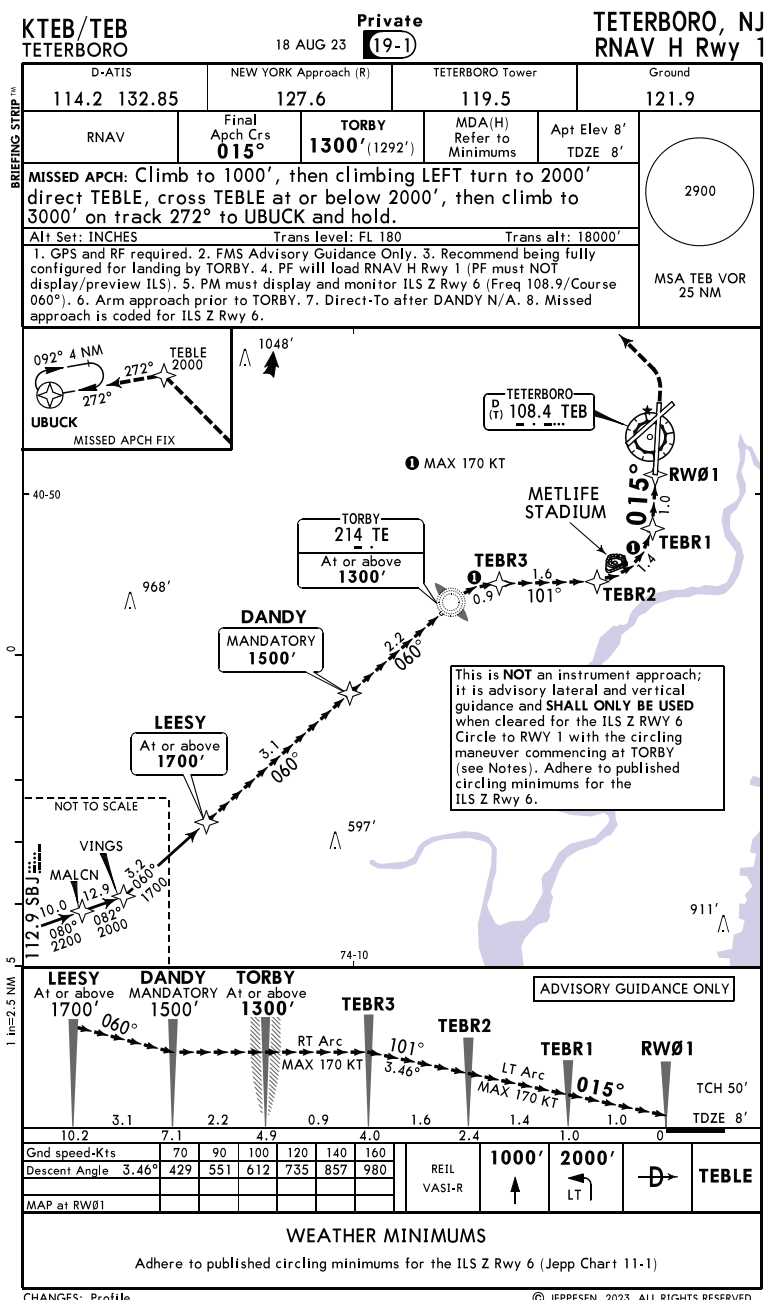 KTEB/TEB
TETERBORO
Private
18 AUG 23
19-1
TETERBORO, NJ
RNAV H Rwy 1
BRIEFING STRIP™
D-ATIS
114.2 132.85
NEW YORK Approach (R)
127.6
TETERBORO Tower
119.5
Ground
121.9
RNAV
Final
Apch Crs
015°
TORBY
1300'(1292')
MDA(H)
Refer to
Minimums
Apt Elev 8'
TDZE 8'
MISSED APCH: Climb to 1000', then climbing LEFT turn to 2000'
direct TEBLE, cross TEBLE at or below 2000', then climb to
3000' on track 272° to UBUCK and hold.
Alt Set: INCHES Trans level: FL 180 Trans alt: 18000'
1. GPS and RF required. 2. FMS Advisory Guidance Only. 3. Recommend being fully
configured for landing by TORBY. 4. PF will load RNAV H Rwy 1 (PF must NOT
display/preview ILS). 5. PM must display and monitor ILS Z Rwy 6 (Freq 108.9/Course
060°). 6. Arm approach prior to TORBY. 7. Direct-To after DANDY N/A. 8. Missed
approach is coded for ILS Z Rwy 6.
2900
MSA TEB VOR
25 NM
092° 4 NM
272°
272°
TEBLE
2000
UBUCK
MISSED APCH FIX
1048'
TETERBORO
D
(T) 108.4 TEB
1 MAX 170 KT
40-50
METLIFE
STADIUM
015°
RW01
1.0
TEBR1
1
1.4
TEBR2
TORBY
214 TE
At or above
1300'
1
TEBR3
0.9
1.6
101°
968'
DANDY
MANDATORY
1500'
2.2
060°
LEESY
At or above
1700'
3.1
060°
This is NOT an instrument approach;
it is advisory lateral and vertical
guidance and SHALL ONLY BE USED
when cleared for the ILS Z RWY 6
Circle to RWY 1 with the circling
maneuver commencing at TORBY
(see Notes). Adhere to published
circling minimums for the
ILS Z Rwy 6.
0
NOT TO SCALE
VINGS
MALCN
112.9 SBJ
10.0
080°
2200
12.9
082°
2000
3.2
060°
1700
597'
911'
74-10
5
1 in=2.5 NM
LEESY
At or above
1700'
DANDY
MANDATORY
1500'
TORBY
At or above
1300'
TEBR3
TEBR2
TEBR1
RW01
ADVISORY GUIDANCE ONLY
060°
RT Arc
MAX 170 KT
101°
3.46°
LT Arc
MAX 170 KT
015°
TCH 50'
TDZE 8'
3.1 2.2 0.9 1.6 1.4 1.0
10.2 7.1 4.9 4.0 2.4 1.0 0
Gnd speed-Kts 70 90 100 120 140 160
Descent Angle 3.46° 429 551 612 735 857 980
MAP at RW01
REIL
VASI-R
1000'
2000'
LT
D
TEBLE
WEATHER MINIMUMS
Adhere to published circling minimums for the ILS Z Rwy 6 (Jepp Chart 11-1)
CHANGES: Profile
© JEPPESEN, 2023. ALL RIGHTS RESERVED.